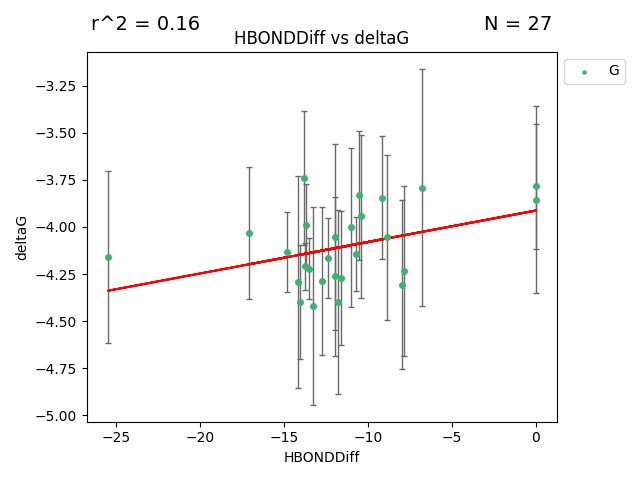 r^2 = 0.16
N = 27
HBONDDiff vs deltaG
G
−3.25
−3.50
−3.75
−4.00
−4.25
−4.50
−4.75
−5.00
deltaG
−25
−20
−15
−10
−5
0
HBONDDiff